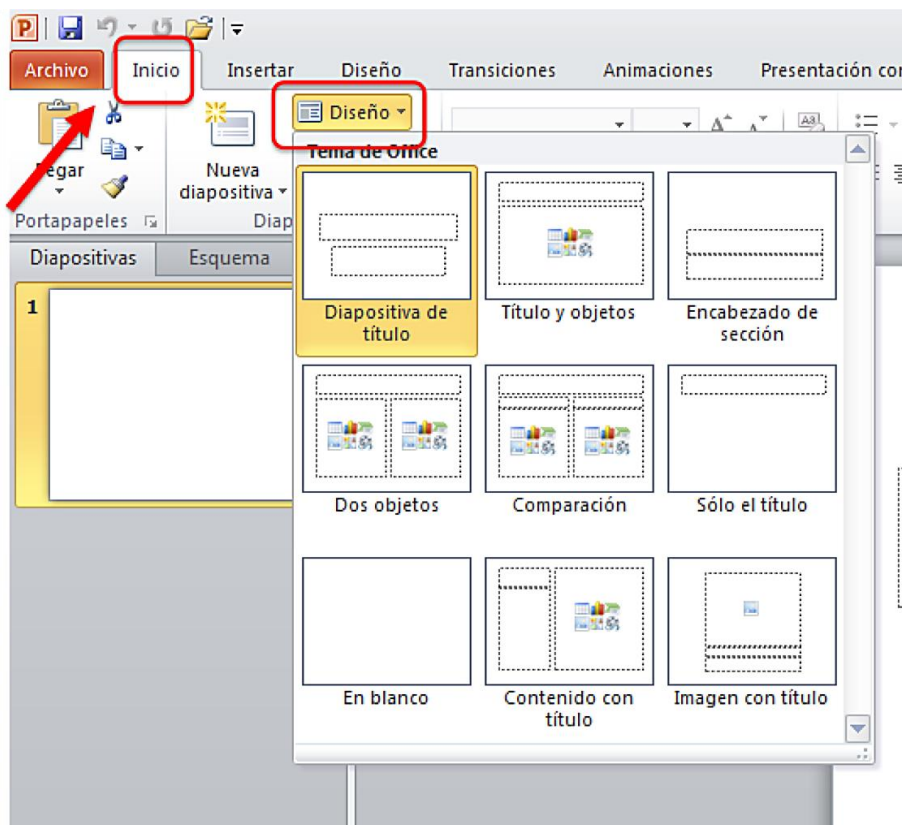 Archivo Inicio Insertar Diseño Transiciones Animaciones Presentación con
Diseño
Pegar
Nueva
diapositiva
Portapapeles
Diap
Tema de Office
Diapositivas Esquema
1
Diapositiva de
título
Título y objetos
Encabezado de
sección
Dos objetos
Comparación
Sólo el título
En blanco
Contenido con
título
Imagen con título